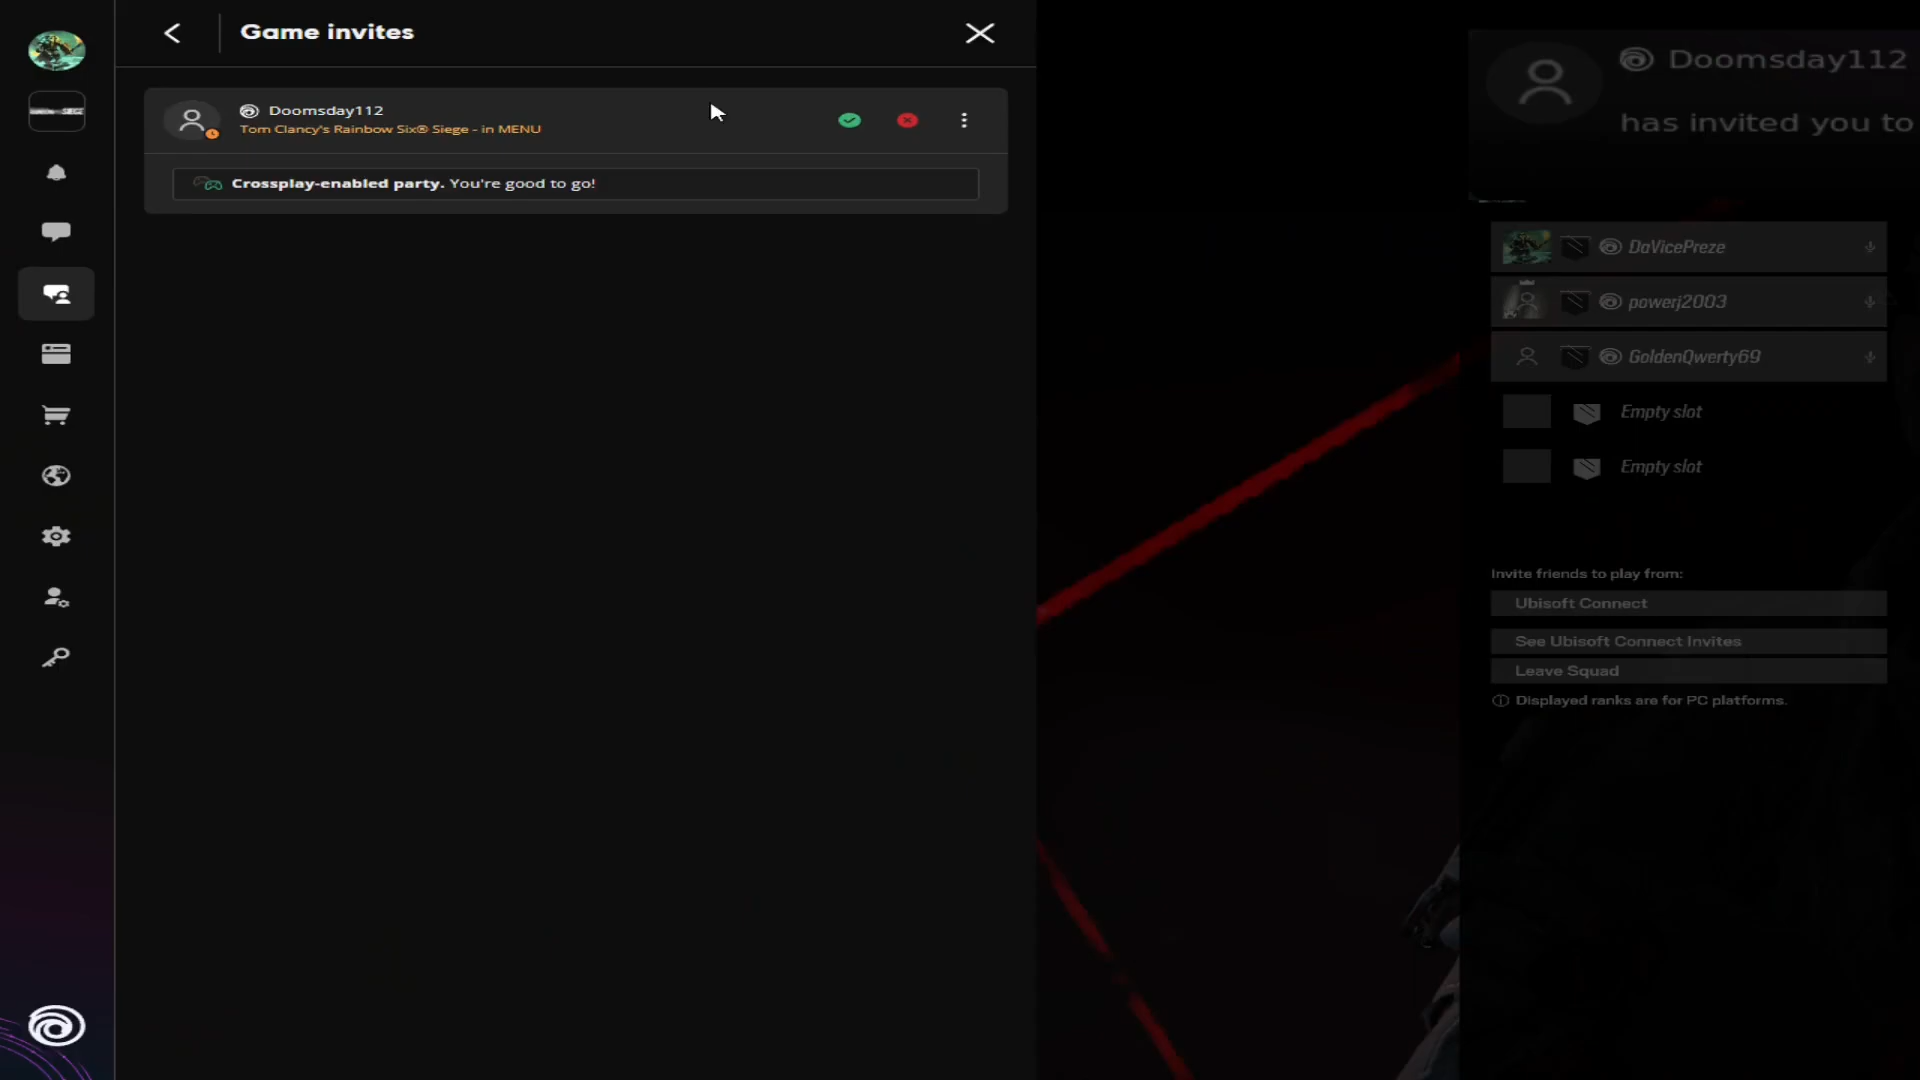 Game invites
Doomsday112
Tom Clancy's Rainbow Six® Siege - in MENU
Crossplay-enabled party. You're good to go!
Doomsday112
has invited you to
DaVicePreze
powerj2003
GoldenQwerty69
Empty slot
Empty slot
Invite friends to play from:
Ubisoft Connect
See Ubisoft Connect Invites
Leave Squad
Displayed ranks are for PC platforms.